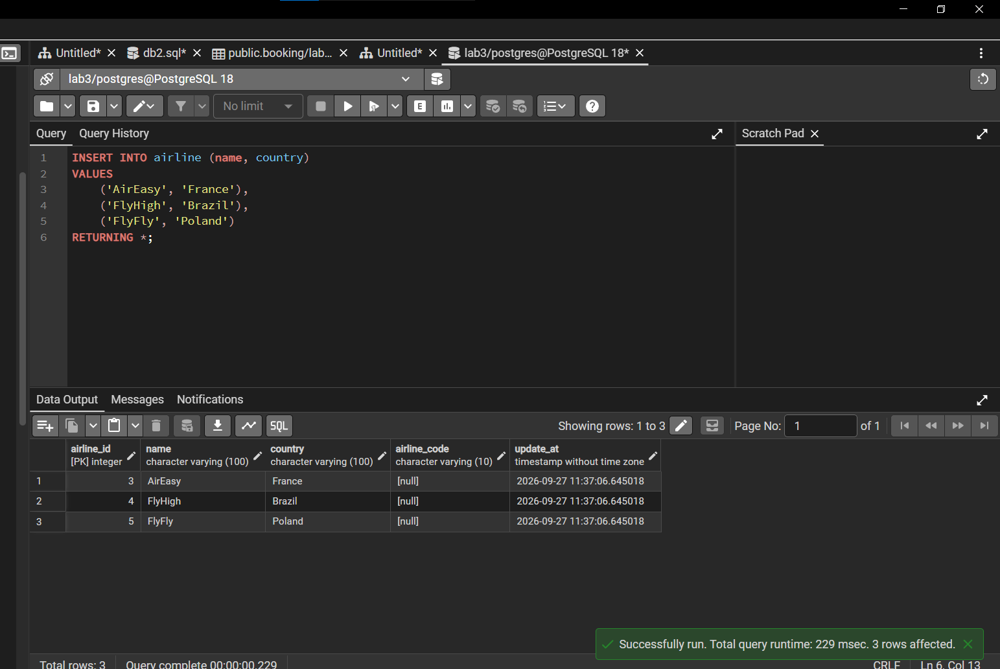 Untitled* db2.sql* public.booking/lab... Untitled* lab3/postgres@PostgreSQL 18*
lab3/postgres@PostgreSQL 18
No limit E
Query Query History Scratch Pad
1 INSERT INTO airline (name, country)
2 VALUES
3 ('AirEasy', 'France'),
4 ('FlyHigh', 'Brazil'),
5 ('FlyFly', 'Poland')
6 RETURNING *;
Data Output Messages Notifications
SQL Showing rows: 1 to 3 Page No: 1 of 1
airline_id name country airline_code update_at
[PK] integer character varying (100) character varying (100) character varying (10) timestamp without time zone
1 3 AirEasy France [null] 2026-09-27 11:37:06.645018
2 4 FlyHigh Brazil [null] 2026-09-27 11:37:06.645018
3 5 FlyFly Poland [null] 2026-09-27 11:37:06.645018
Successfully run. Total query runtime: 229 msec. 3 rows affected.
Total rows: 3 Query complete 00:00:00.229 CRLF Ln 6, Col 13